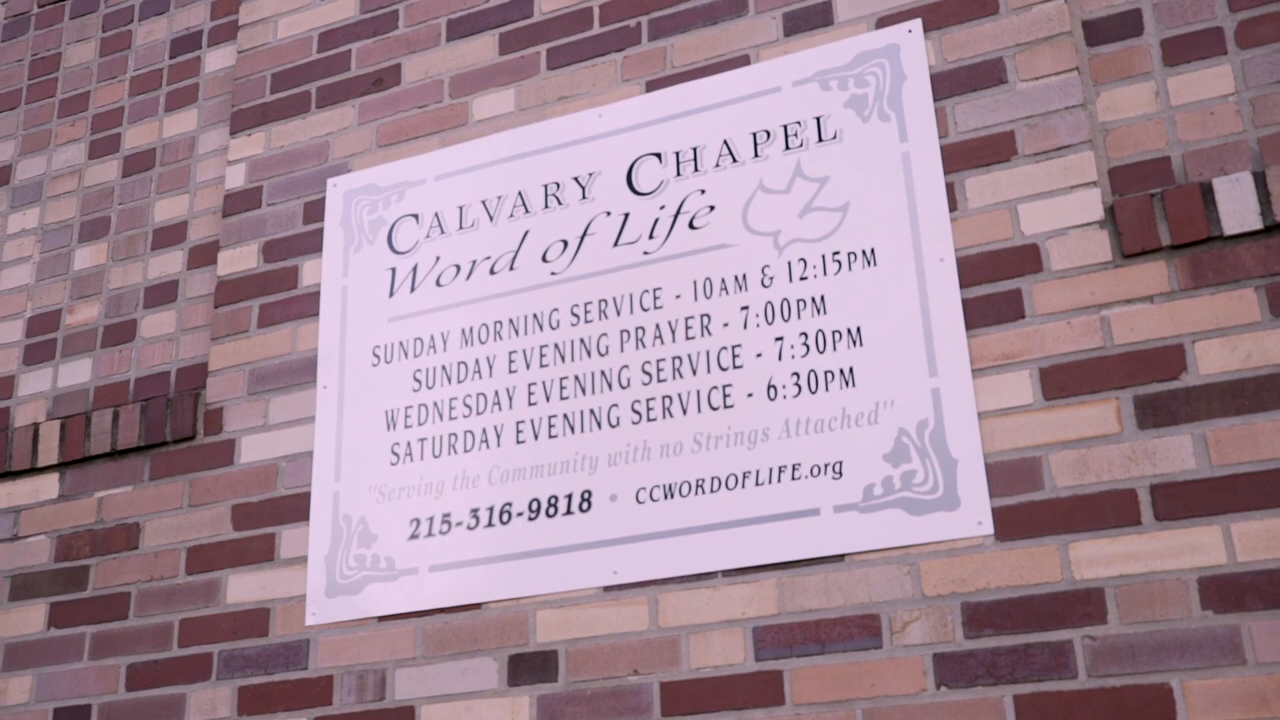 CALVARY CHAPEL
Word of Life
SUNDAY MORNING SERVICE - 10AM & 12:15PM
SUNDAY EVENING PRAYER - 7:00PM
WEDNESDAY EVENING SERVICE - 7:30PM
SATURDAY EVENING SERVICE - 6:30PM
"Serving the Community with no Strings Attached"
215-316-9818 • CCWORDOFLIFE.org